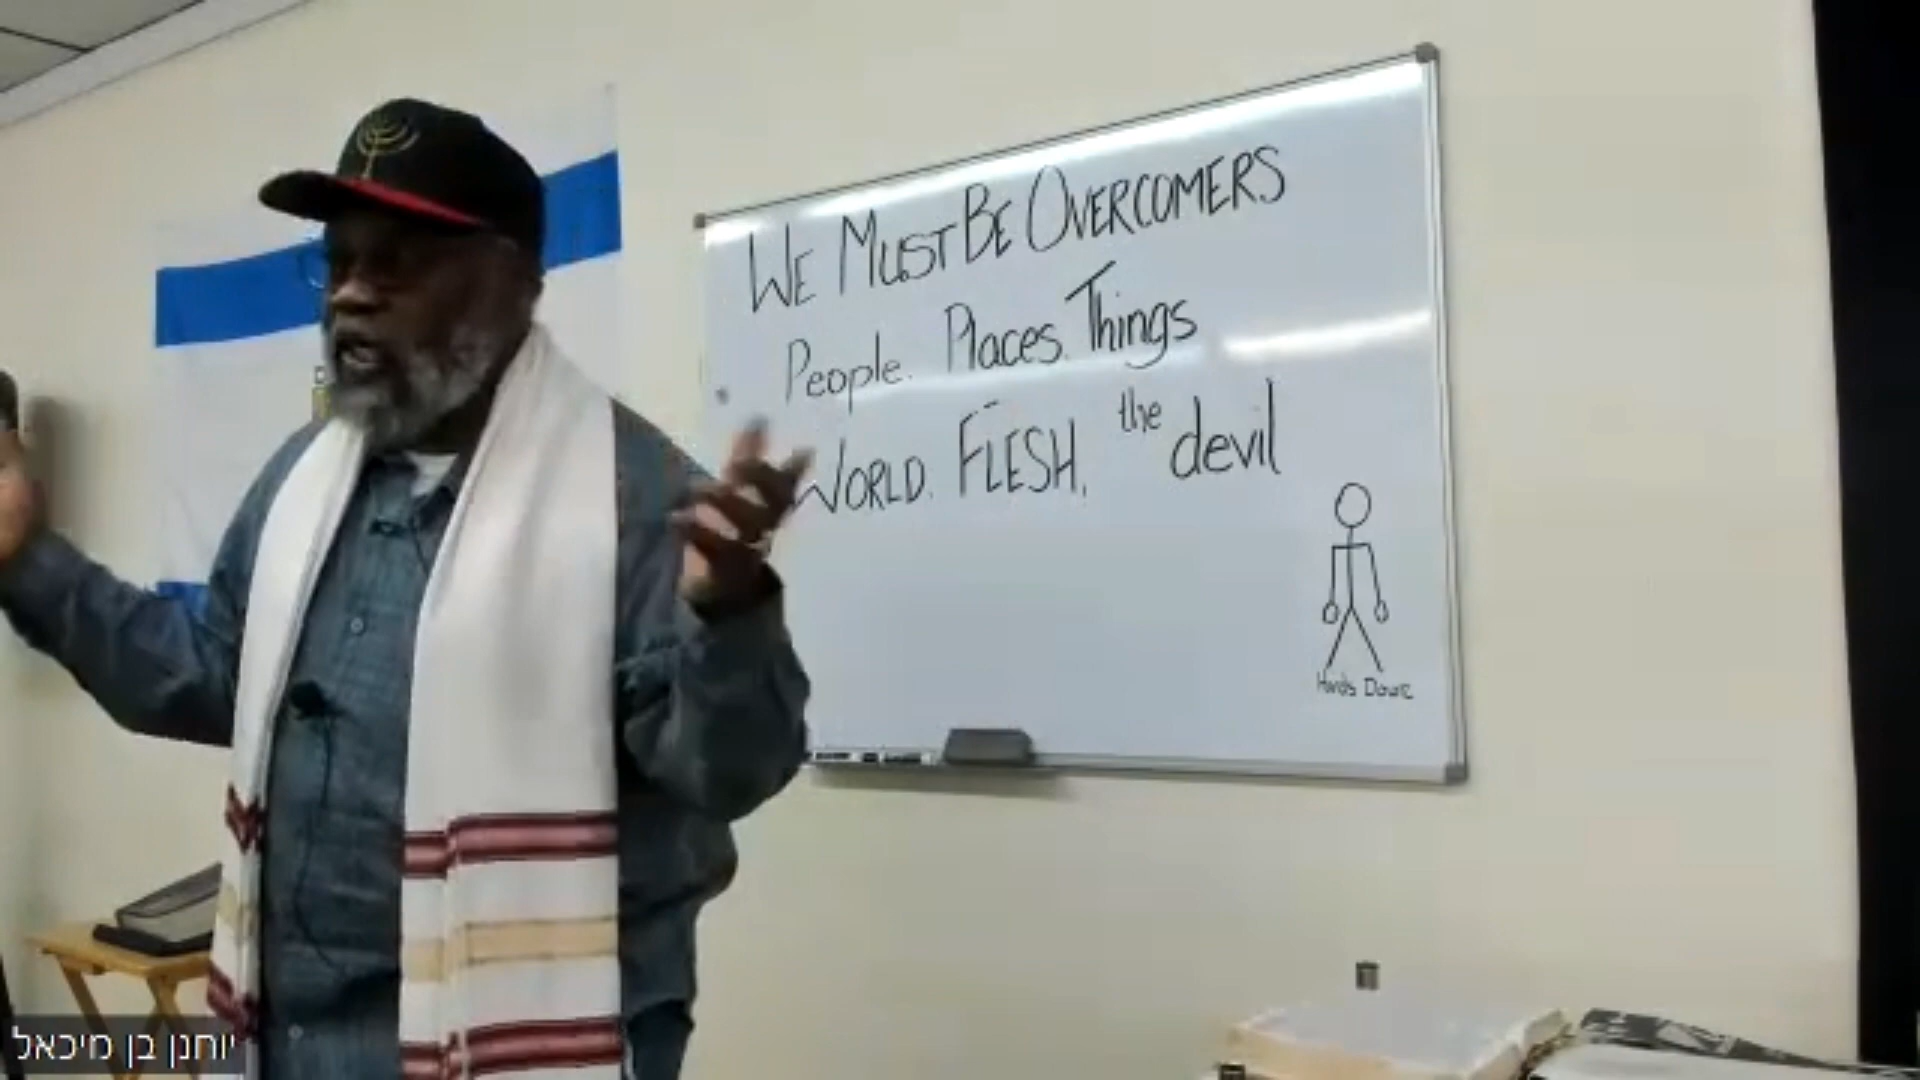 WE MUST BE OVERCOMERS
People. Places. Things
WORLD. FLESH, the devil
Hands Down
יוחנן בן מיכאל